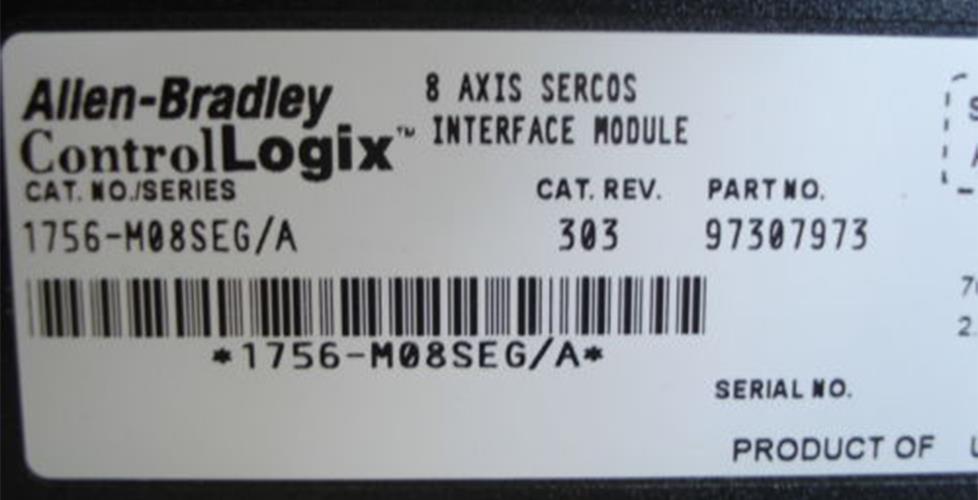 Allen-Bradley
ControlLogix™
8 AXIS SERCOS
INTERFACE MODULE
CAT. NO./SERIES
CAT. REV.
PART NO.
1756-M08SEG/A
303
97307973
*1756-M08SEG/A*
SERIAL NO.
PRODUCT OF